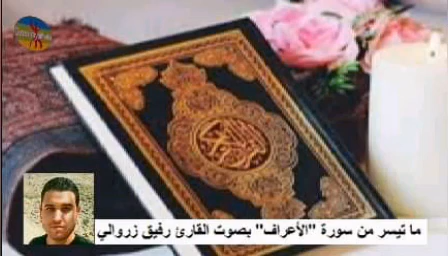 ما تيسر من سورة "الأعراف" بصوت القارئ رفيق زروالي